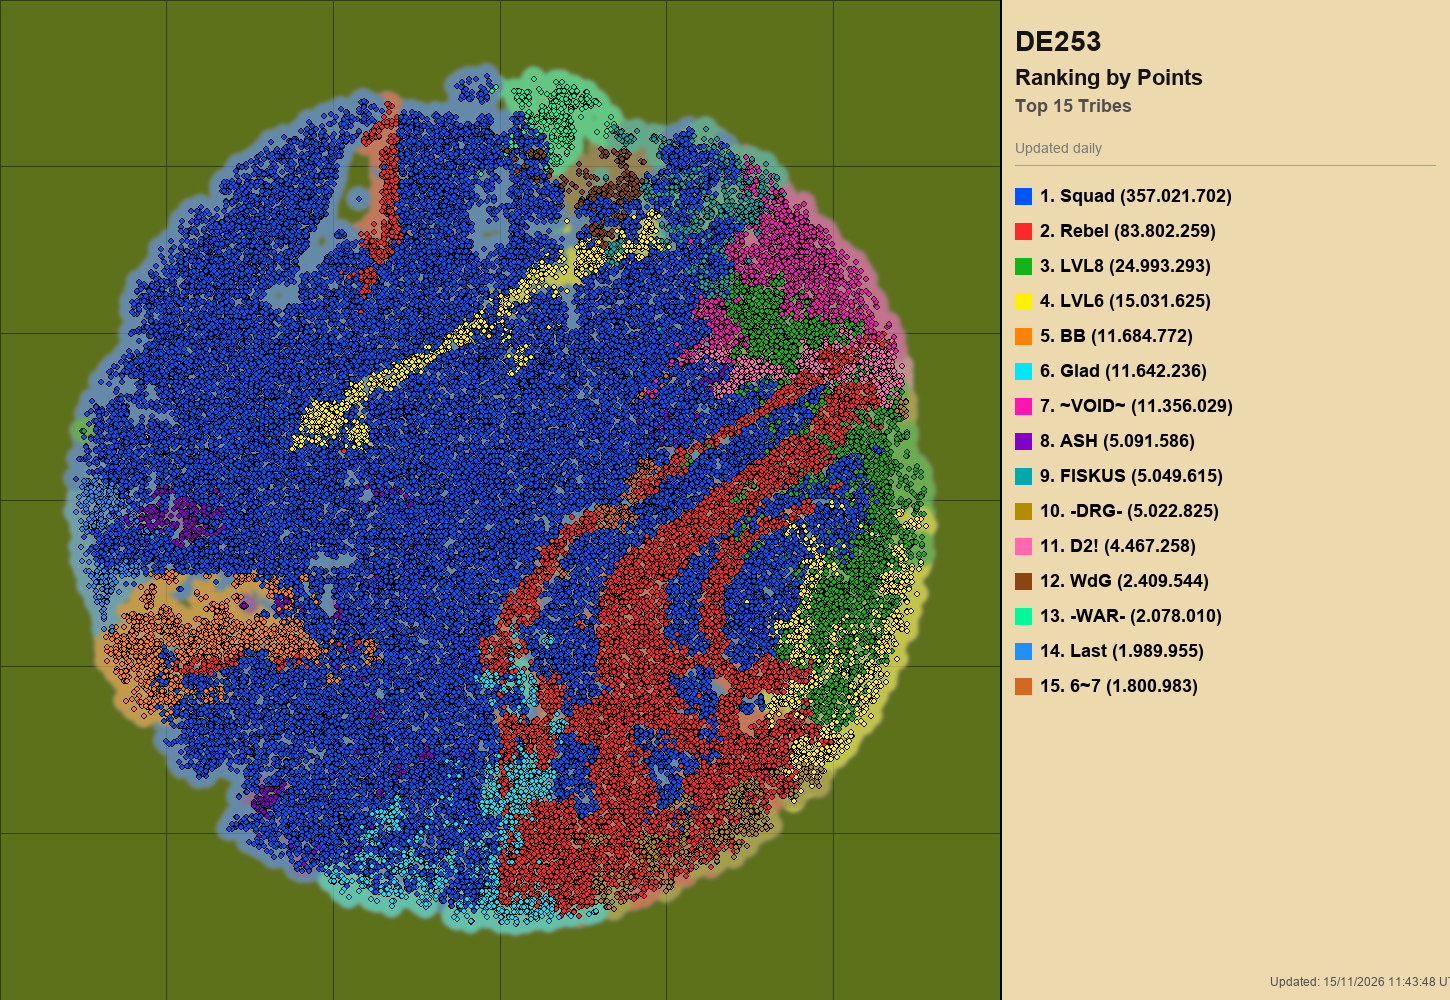 DE253
Ranking by Points
Top 15 Tribes
Updated daily
1. Squad (357.021.702)
2. Rebel (83.802.259)
3. LVL8 (24.993.293)
4. LVL6 (15.031.625)
5. BB (11.684.772)
6. Glad (11.642.236)
7. ~VOID~ (11.356.029)
8. ASH (5.091.586)
9. FISKUS (5.049.615)
10. -DRG- (5.022.825)
11. D2! (4.467.258)
12. WdG (2.409.544)
13. -WAR- (2.078.010)
14. Last (1.989.955)
15. 6~7 (1.800.983)
Updated: 15/11/2026 11:43:48 U